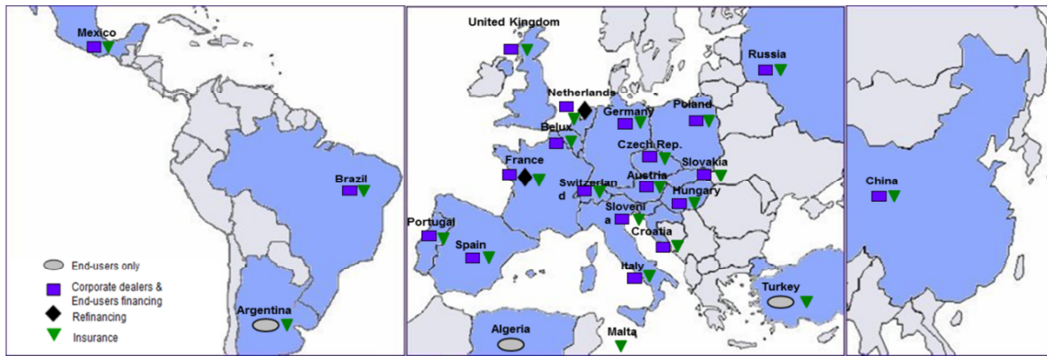 Mexico
Brazil
Argentina
End-users only
Corporate dealers &
End-users financing
Refinancing
Insurance
United Kingdom
Netherlands
Belux
Germany
Poland
Czech Rep.
Slovakia
France
Switzerlan
d
Austria
Hungary
Sloveni
a
Croatia
Portugal
Spain
Italy
Algeria
Malta
Turkey
Russia
China